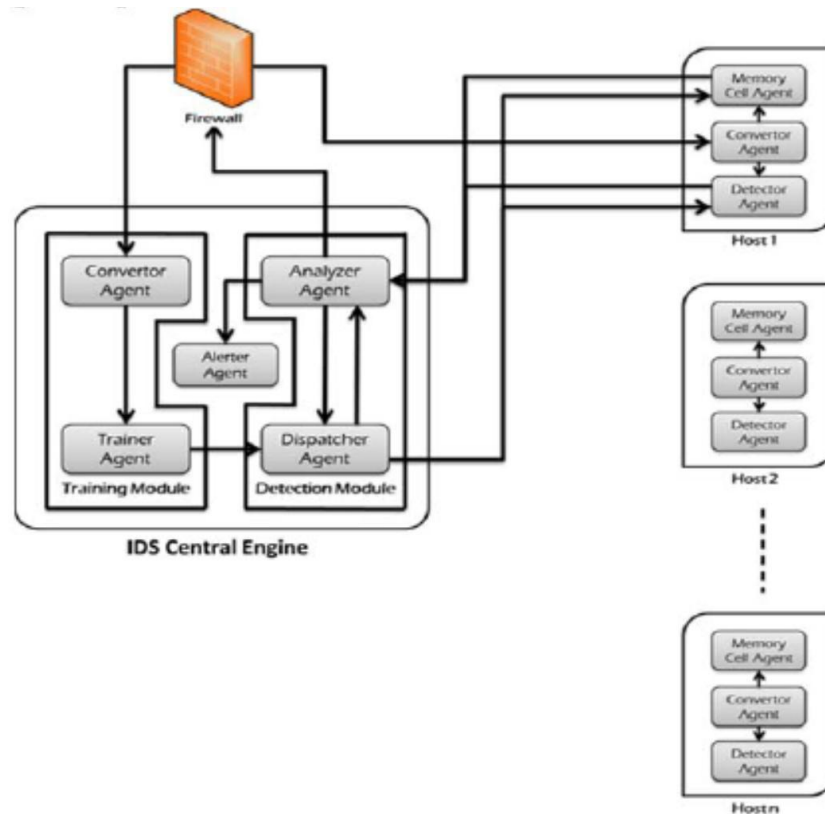 Firewall
Memory
Cell Agent
Convertor
Agent
Detector
Agent
Host 1
Convertor
Agent
Analyzer
Agent
Alerter
Agent
Trainer
Agent
Dispatcher
Agent
Training Module
Detection Module
IDS Central Engine
Memory
Cell Agent
Convertor
Agent
Detector
Agent
Host 2
Memory
Cell Agent
Convertor
Agent
Detector
Agent
Host n